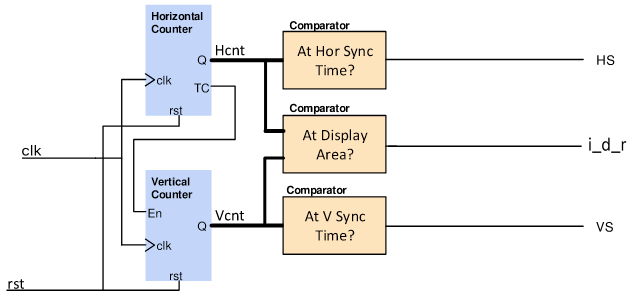 Horizontal
Counter
Q
clk
TC
rst
Hcnt
Comparator
At Hor Sync
Time?
HS
Comparator
At Display
Area?
i_d_r
clk
Vertical
Counter
En
Q
clk
rst
Vcnt
Comparator
At V Sync
Time?
VS
rst